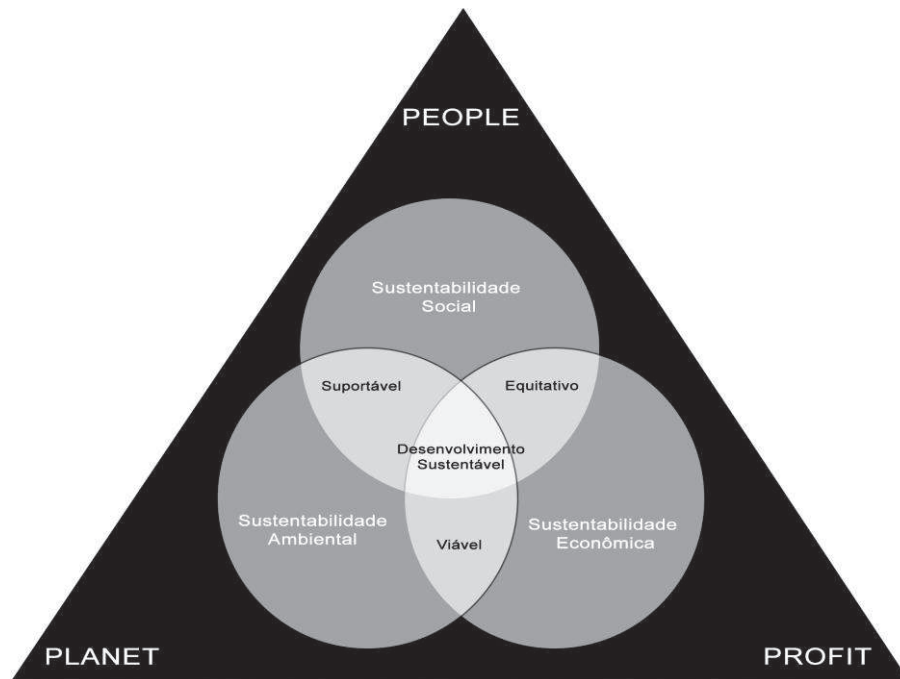 PEOPLE
Sustentabilidade
Social
Suportável
Equitativo
Desenvolvimento
Sustentável
Sustentabilidade
Ambiental
Viável
Sustentabilidade
Econômica
PLANET
PROFIT